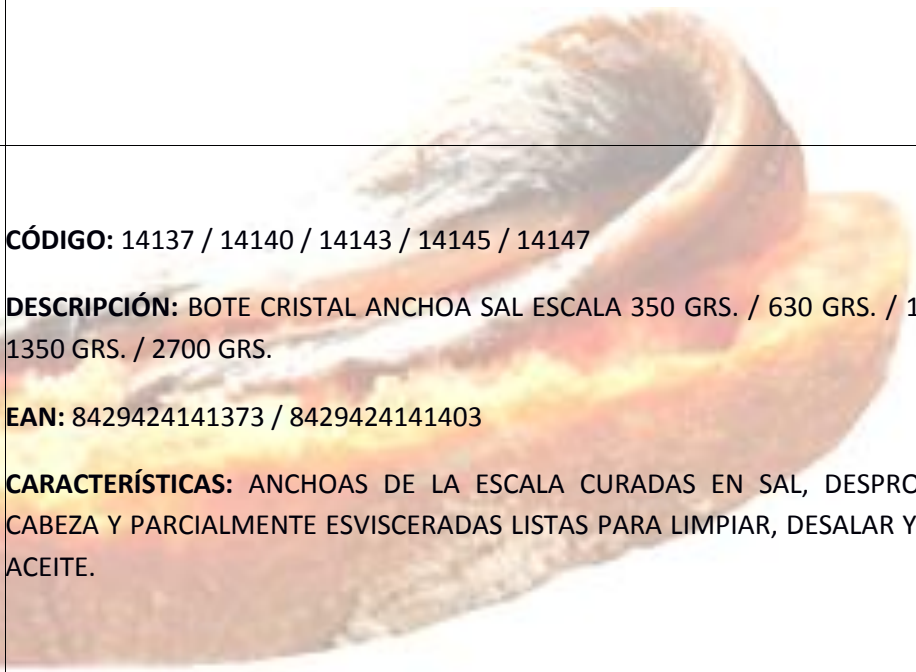 CÓDIGO: 14137 / 14140 / 14143 / 14145 / 14147
DESCRIPCIÓN: BOTE CRISTAL ANCHOA SAL ESCALA 350 GRS. / 630 GRS. / 1
1350 GRS. / 2700 GRS.
EAN: 8429424141373 / 8429424141403
CARACTERÍSTICAS: ANCHOAS DE LA ESCALA CURADAS EN SAL, DESPRO
CABEZA Y PARCIALMENTE ESVISCERADAS LISTAS PARA LIMPIAR, DESALAR Y
ACEITE.